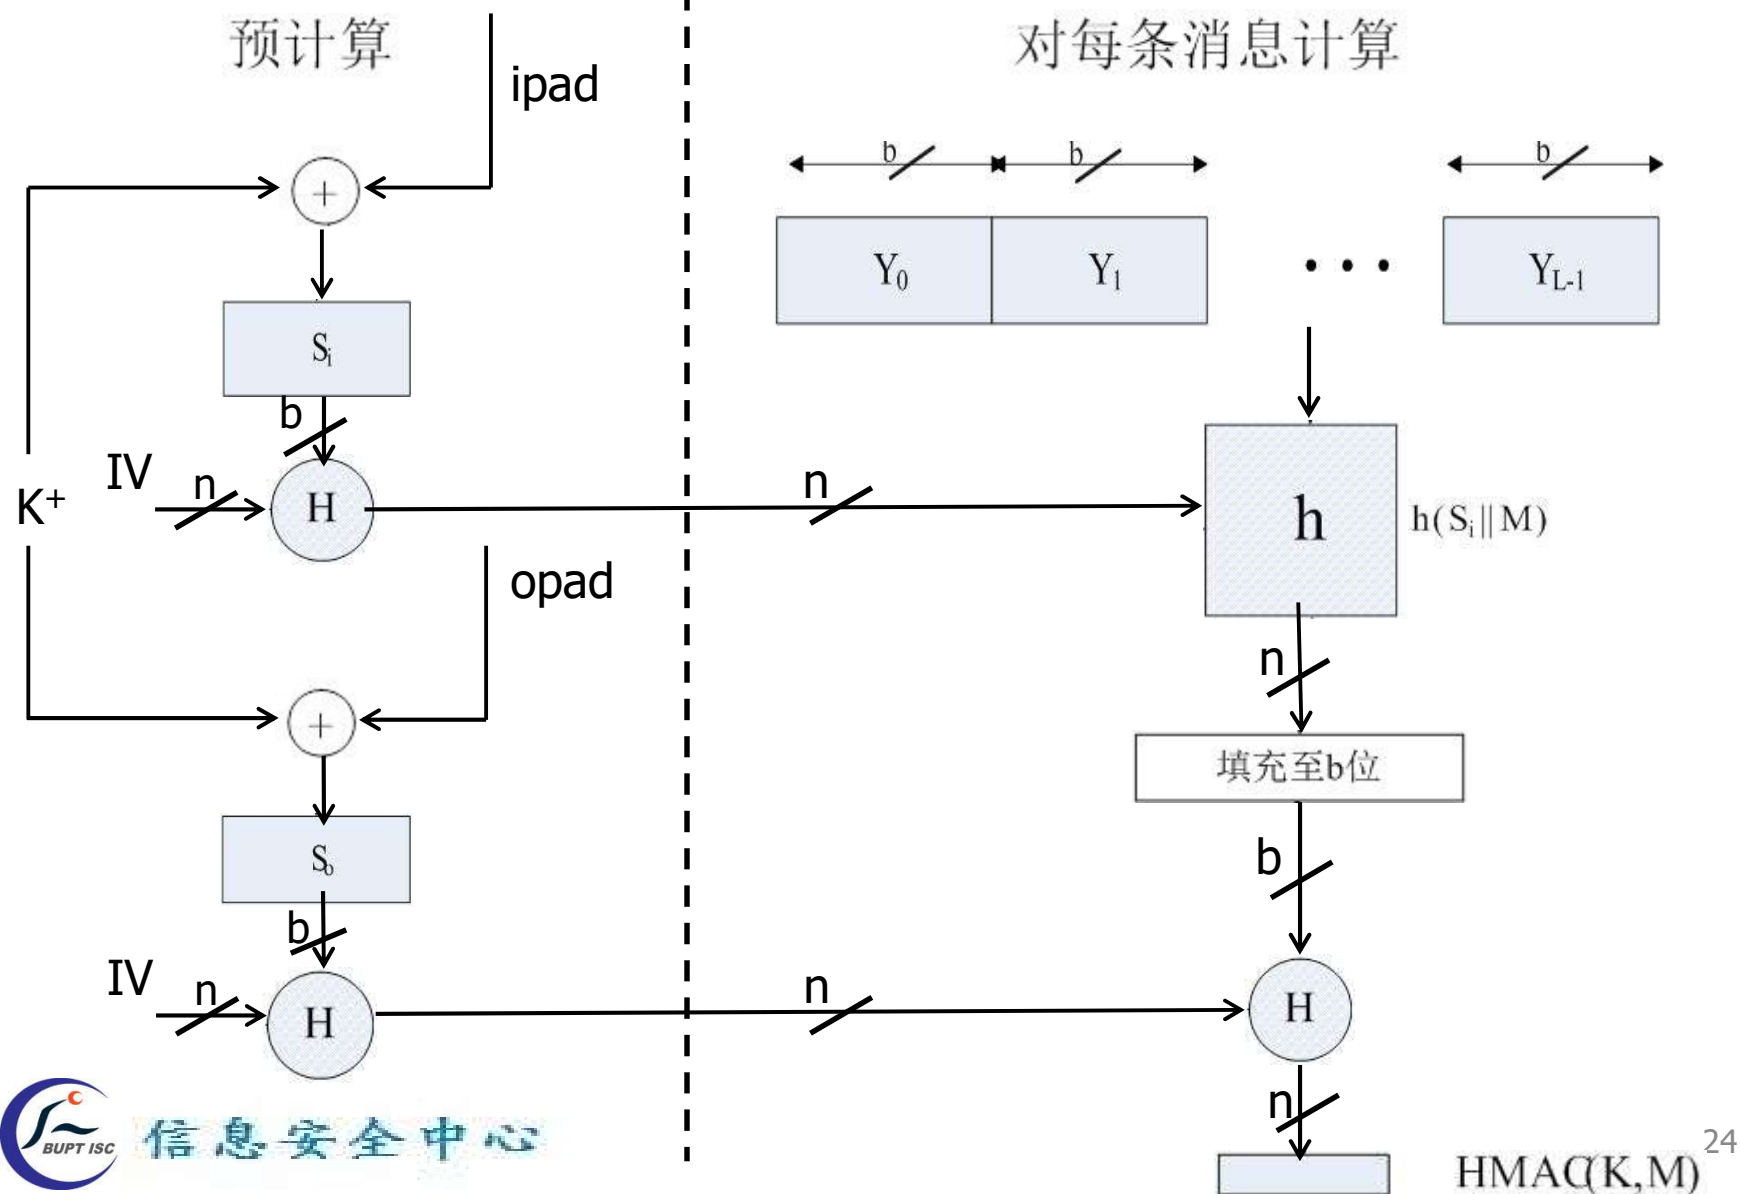 预计算
对每条消息计算
ipad
b
b
b
+
Y0
Y1
• • •
YL-1
Si
b
IV
n
K+
H
n
h
h(Si||M)
opad
n
+
填充至b位
So
b
b
IV
n
H
n
H
n
BUPT ISC
信息安全中心
24
HMAC(K,M)